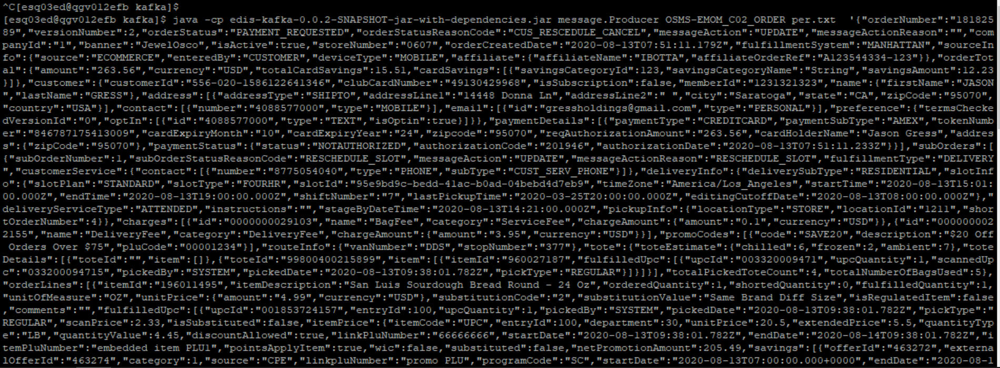 ^C[esq03ed@qgv012efb kafka]$
[esq03ed@qgv012efb kafka]$ java -cp edis-kafka-0.0.2-SNAPSHOT-jar-with-dependencies.jar message.Producer OSMS-EMOM_C02_ORDER per.txt  '{"orderNumber":"181825
89","versionNumber":2,"orderStatus":"PAYMENT_REQUESTED","orderStatusReasonCode":"CUS_RESCEDULE_CANCEL","messageAction":"UPDATE","messageActionReason":"","com
panyId":"1","banner":"JewelOsco","isActive":true,"storeNumber":"0607","orderCreatedDate":"2020-08-13T07:51:11.179Z","fulfillmentSystem":"MANHATTAN","sourceIn
fo":{"source":"ECOMMERCE","enteredBy":"CUSTOMER","deviceType":"MOBILE","affiliate":{"affiliateName":"IBOTTA","affiliateOrderRef":"A123544334-123"}},"orderTot
al":{"amount":"263.56","currency":"USD","totalCardSavings":15.51,"cardSavings":[{"savingsCategoryId":123,"savingsCategoryName":"String","savingsAmount":12.23
}]},"customer":{"customerId":"556-020-1586122641346","clubCardNumber":"49130429968","isSubscription":false,"memberId":"1231321323","name":{"firstName":"JASON
","lastName":"GRESS"},"address":[{"addressType":"SHIPTO","addressLine1":"14448 Donna Ln","addressLine2":" ","city":"Saratoga","state":"CA","zipCode":"95070",
"country":"USA"}],"contact":[{"number":"4088577000","type":"MOBILE"}],"email":[{"id":"gressholdings@gmail.com","type":"PERSONAL"}],"preference":{"termsChecke
dVersionId":"0","optIn":[{"id":"4088577000","type":"TEXT","isOptin":true}]}},"paymentDetails":[{"paymentType":"CREDITCARD","paymentSubType":"AMEX","tokenNumb
er":"846787175413009","cardExpiryMonth":"10","cardExpiryYear":"24","zipcode":"95070","reqAuthorizationAmount":"263.56","cardHolderName":"Jason Gress","addres
s":{"zipCode":"95070"},"paymentStatus":{"status":"NOTAUTHORIZED","authorizationCode":"201946","authorizationDate":"2020-08-13T07:51:11.233Z"}}],"subOrders":[
{"subOrderNumber":1,"subOrderStatusReasonCode":"RESCHEDULE_SLOT","messageAction":"UPDATE","messageActionReason":"RESCHEDULE_SLOT","fulfillmentType":"DELIVERY
","customerService":{"contact":[{"number":"8775054040","type":"PHONE","subType":"CUST_SERV_PHONE"}]},"deliveryInfo":{"deliverySubType":"RESIDENTIAL","slotInf
o":{"slotPlan":"STANDARD","slotType":"FOURHR","slotId":"95e9bd9c-bedd-41ac-b0ad-04bebd4d7eb9","timeZone":"America/Los_Angeles","startTime":"2020-08-13T15:01:
00.000Z","endTime":"2020-08-13T19:00:00.000Z","shiftNumber":"7","lastPickupTime":"2020-03-25T20:00:00.000Z","editingCutoffDate":"2020-08-13T08:00:00.000Z"},"
deliveryServiceType":"ATTENDED","instructions":"","stageByDateTime":"2020-08-13T14:21:00.000Z","pickupInfo":{"locationType":"STORE","locationId":"1211","shor
tOrderNumber":4}},"charges":[{"id":"0000000029103","name":"BagFee","category":"ServiceFee","chargeAmount":{"amount":"0.1","currency":"USD"}},{"id":"000000002
2155","name":"DeliveryFee","category":"DeliveryFee","chargeAmount":{"amount":"3.95","currency":"USD"}}],"promoCodes":[{"code":"SAVE20","description":"$20 Off
 Orders Over $75","pluCode":"00001234"}],"routeInfo":{"vanNumber":"DDS","stopNumber":"377"},"tote":{"toteEstimate":{"chilled":6,"frozen":2,"ambient":7},"tote
Details":[{"toteId":"","item":[]},{"toteId":"99800400215899","item":[{"itemId":"960027187","fulfilledUpc":[{"upcId":"003320009471","upcQuantity":1,"scannedUp
c":"033200094715","pickedBy":"SYSTEM","pickedDate":"2020-08-13T09:38:01.782Z","pickType":"REGULAR"}]}]}],"totalPickedToteCount":4,"totalNumberOfBagsUsed":5},
"orderLines":[{"itemId":"196011495","itemDescription":"San Luis Sourdough Bread Round - 24 Oz","orderedQuantity":1,"shortedQuantity":0,"fulfilledQuantity":1,
"unitOfMeasure":"OZ","unitPrice":{"amount":"4.99","currency":"USD"},"substitutionCode":"2","substitutionValue":"Same Brand Diff Size","isRegulatedItem":false
,"comments":"","fulfilledUpc":[{"upcId":"001853724157","entryId":100,"upcQuantity":1,"pickedBy":"SYSTEM","pickedDate":"2020-08-13T09:38:01.782Z","pickType":"
REGULAR","scanPrice":2.33,"isSubstituted":false,"itemPrice":{"itemCode":"UPC","entryId":100,"department":30,"unitPrice":20.5,"extendedPrice":5.5,"quantityTyp
e":"LB","quantityValue":4.45,"discountAllowed":true,"linkPluNumber":"66666666","startDate":"2020-08-13T09:38:01.782Z","endDate":"2020-08-14T09:38:01.782Z","i
temPluNumber":"embedded item PLU1","pointsApplyItem":true,"wic":false,"substituted":false,"netPromotionAmount":205.49,"savings":[{"offerId":"463272","externa
lOfferId":"463274","category":1,"source":"CPE","linkpluNumber":"promo PLU","programCode":"SC","startDate":"2020-08-13T07:00:00.000+0000","endDate":"2020-08-1